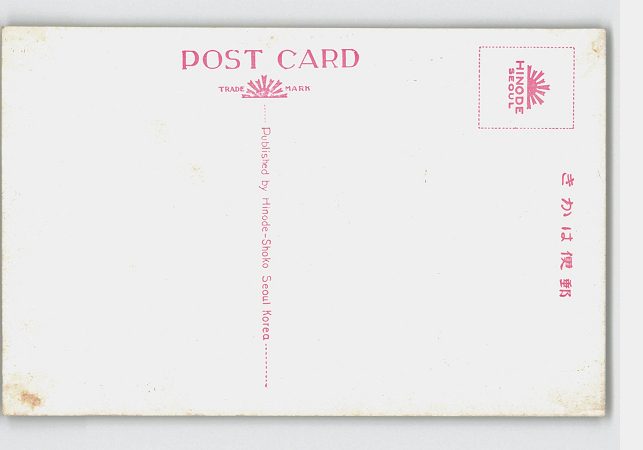 POST CARD
TRADE MARK
Published by Hinode-Shoko Seoul Korea
HINODE
SEOUL
郵便はかき